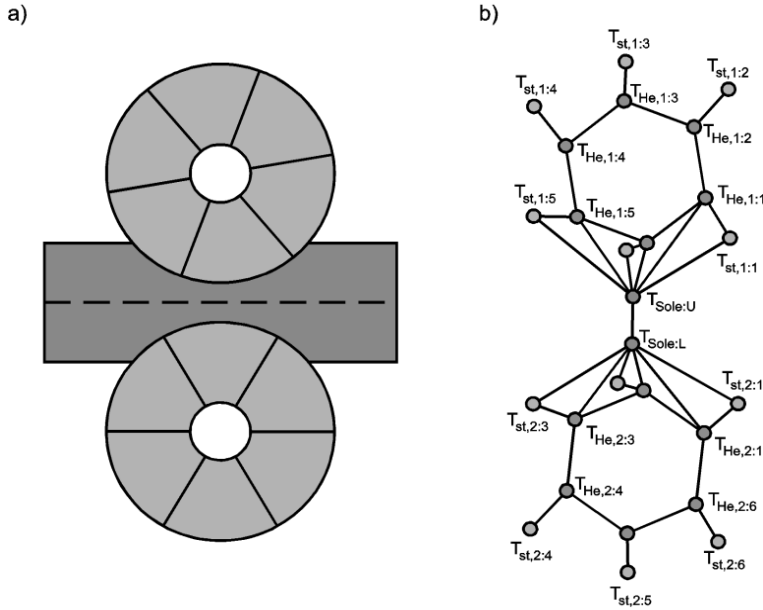 a)
b)
T_st,1:3
T_st,1:4
T_st,1:2
T_He,1:3
T_He,1:2
T_He,1:4
T_st,1:5
T_He,1:5
T_He,1:1
T_st,1:1
T_Sole:U
T_Sole:L
T_st,2:1
T_st,2:3
T_He,2:3
T_He,2:1
T_He,2:4
T_He,2:6
T_st,2:4
T_st,2:6
T_st,2:5